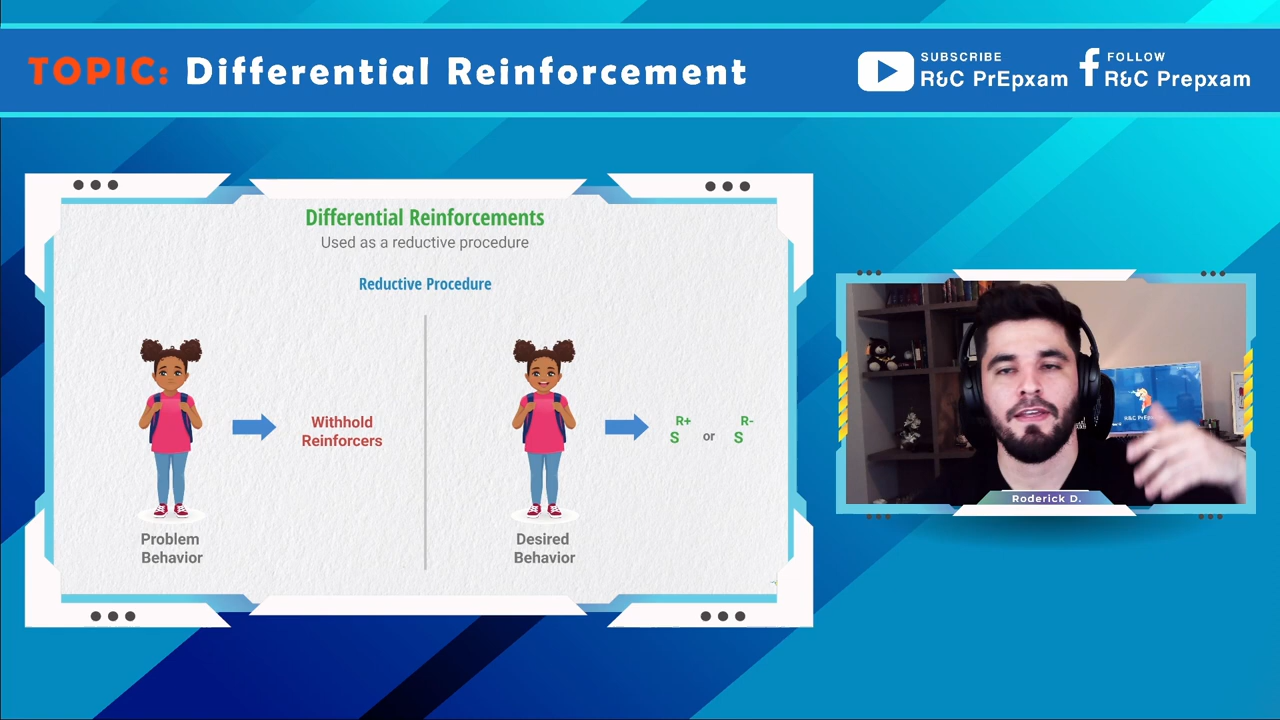 TOPIC: Differential Reinforcement
SUBSCRIBE
R&C PrEpxam
FOLLOW
R&C Prepxam
Differential Reinforcements
Used as a reductive procedure
Reductive Procedure
Withhold
Reinforcers
Problem
Behavior
Desired
Behavior
S R+ or S R-
Roderick D.